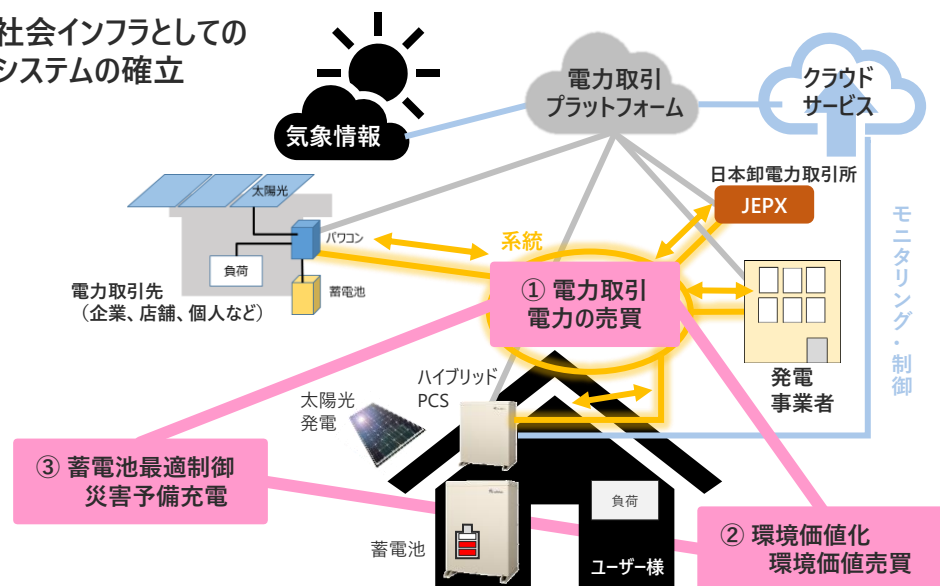 社会インフラとしての
システムの確立
気象情報
電力取引
プラットフォーム
クラウド
サービス
日本卸電力取引所
JEPX
太陽光
パワコン
負荷
蓄電池
電力取引先
（企業、店舗、個人など）
系統
① 電力取引
電力の売買
モニタリング・制御
発電
事業者
ハイブリッド
PCS
太陽光
発電
③ 蓄電池最適制御
災害予備充電
蓄電池
負荷
ユーザー様
② 環境価値化
環境価値売買